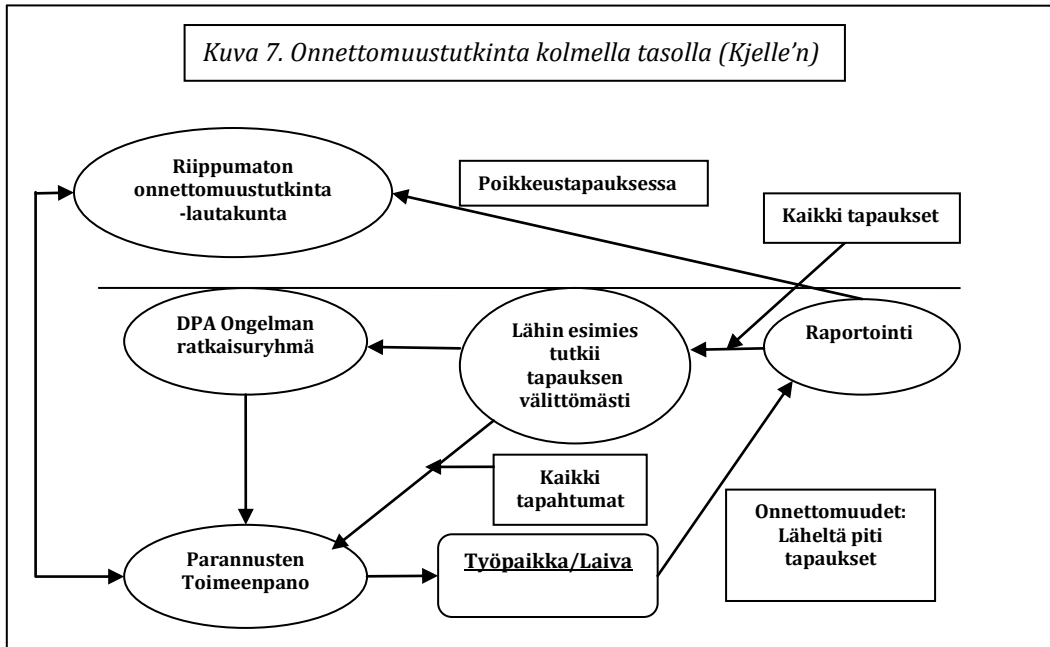 Kuva 7. Onnettomuustutkinta kolmella tasolla (Kjelle’n)
Riippumaton
onnettomuustutkinta
-lautakunta
Poikkeustapauksessa
Kaikki tapaukset
DPA Ongelman
ratkaisuryhmä
Lähin esimies
tutkii
tapauksen
välittömästi
Raportointi
Kaikki
tapahtumat
Onnettomuudet:
Läheltä piti
tapaukset
Parannusten
Toimeenpano
Työpaikka/Laiva